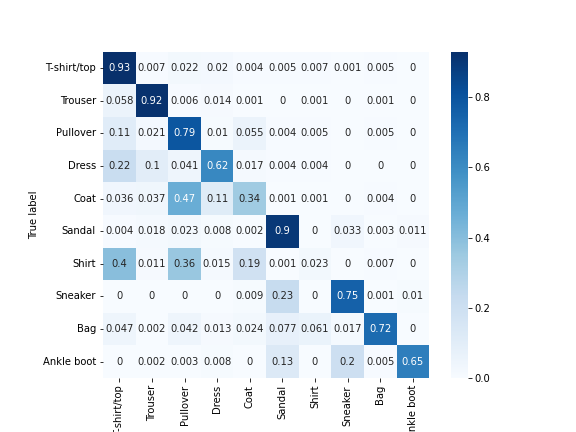 T-shirt/top 0.93 0.007 0.022 0.02 0.004 0.005 0.007 0.001 0.005 0
Trouser 0.058 0.92 0.006 0.014 0.001 0 0.001 0 0.001 0
Pullover 0.11 0.021 0.79 0.01 0.055 0.004 0.005 0 0.005 0
Dress 0.22 0.1 0.041 0.62 0.017 0.004 0.004 0 0 0
Coat 0.036 0.037 0.47 0.11 0.34 0.001 0.001 0 0.004 0
Sandal 0.004 0.018 0.023 0.008 0.002 0.9 0 0.033 0.003 0.011
Shirt 0.4 0.011 0.36 0.015 0.19 0.001 0.023 0 0.007 0
Sneaker 0 0 0 0 0.009 0.23 0 0.75 0.001 0.01
Bag 0.047 0.002 0.042 0.013 0.024 0.077 0.061 0.017 0.72 0
Ankle boot 0 0.002 0.003 0.008 0 0.13 0 0.2 0.005 0.65
True label
-shirt/top
Trouser
Pullover
Dress
Coat
Sandal
Shirt
Sneaker
Bag
nkle boot
0.8
0.6
0.4
0.2
0.0